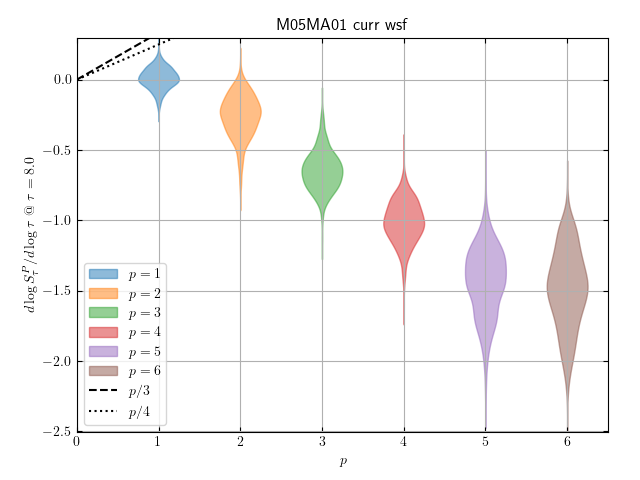 M05MA01 curr wsf
d log S_τ^P / d log τ @ τ = 8.0
0.0
−0.5
−1.0
−1.5
−2.0
−2.5
p = 1
p = 2
p = 3
p = 4
p = 5
p = 6
p/3
p/4
0 1 2 3 4 5 6
p